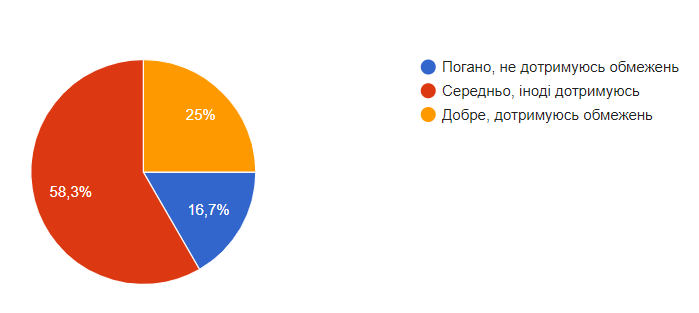 Погано, не дотримуюсь обмежень
Середньо, іноді дотримуюсь
Добре, дотримуюсь обмежень
25%
58,3%
16,7%